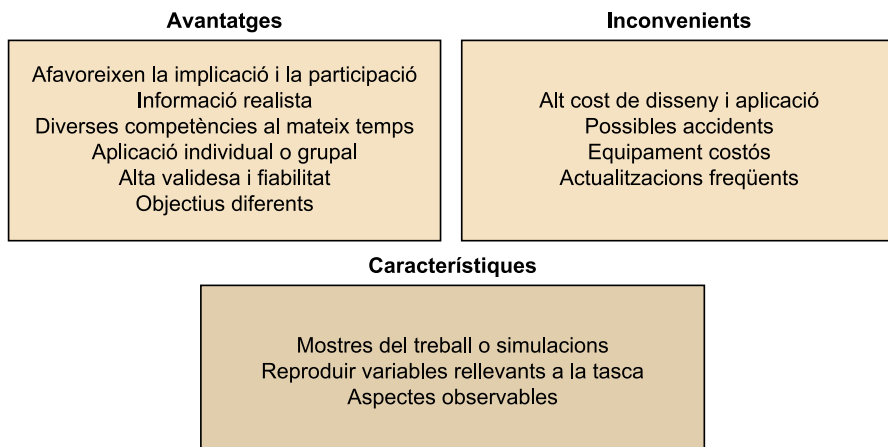 Avantatges
Afavoreixen la implicació i la participació
Informació realista
Diverses competències al mateix temps
Aplicació individual o grupal
Alta validesa i fiabilitat
Objectius diferents
Inconvenients
Alt cost de disseny i aplicació
Possibles accidents
Equipament costós
Actualitzacions freqüents
Característiques
Mostres del treball o simulacions
Reproduir variables rellevants a la tasca
Aspectes observables